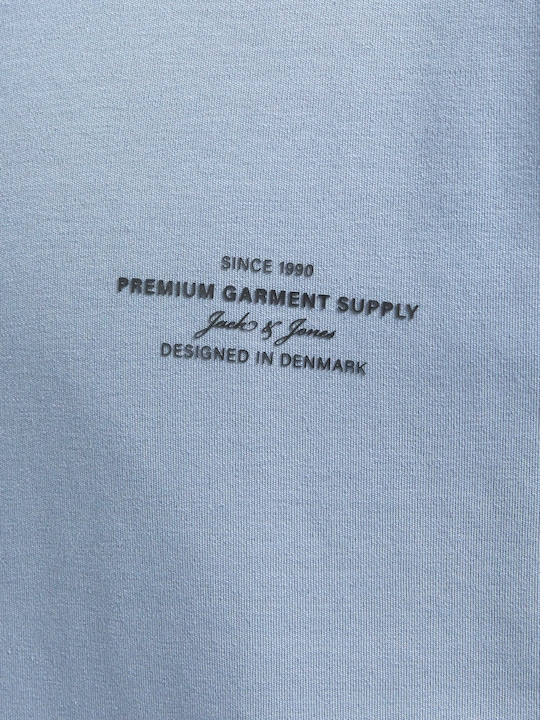 SINCE 1990
PREMIUM GARMENT SUPPLY
Jack & Jones
DESIGNED IN DENMARK